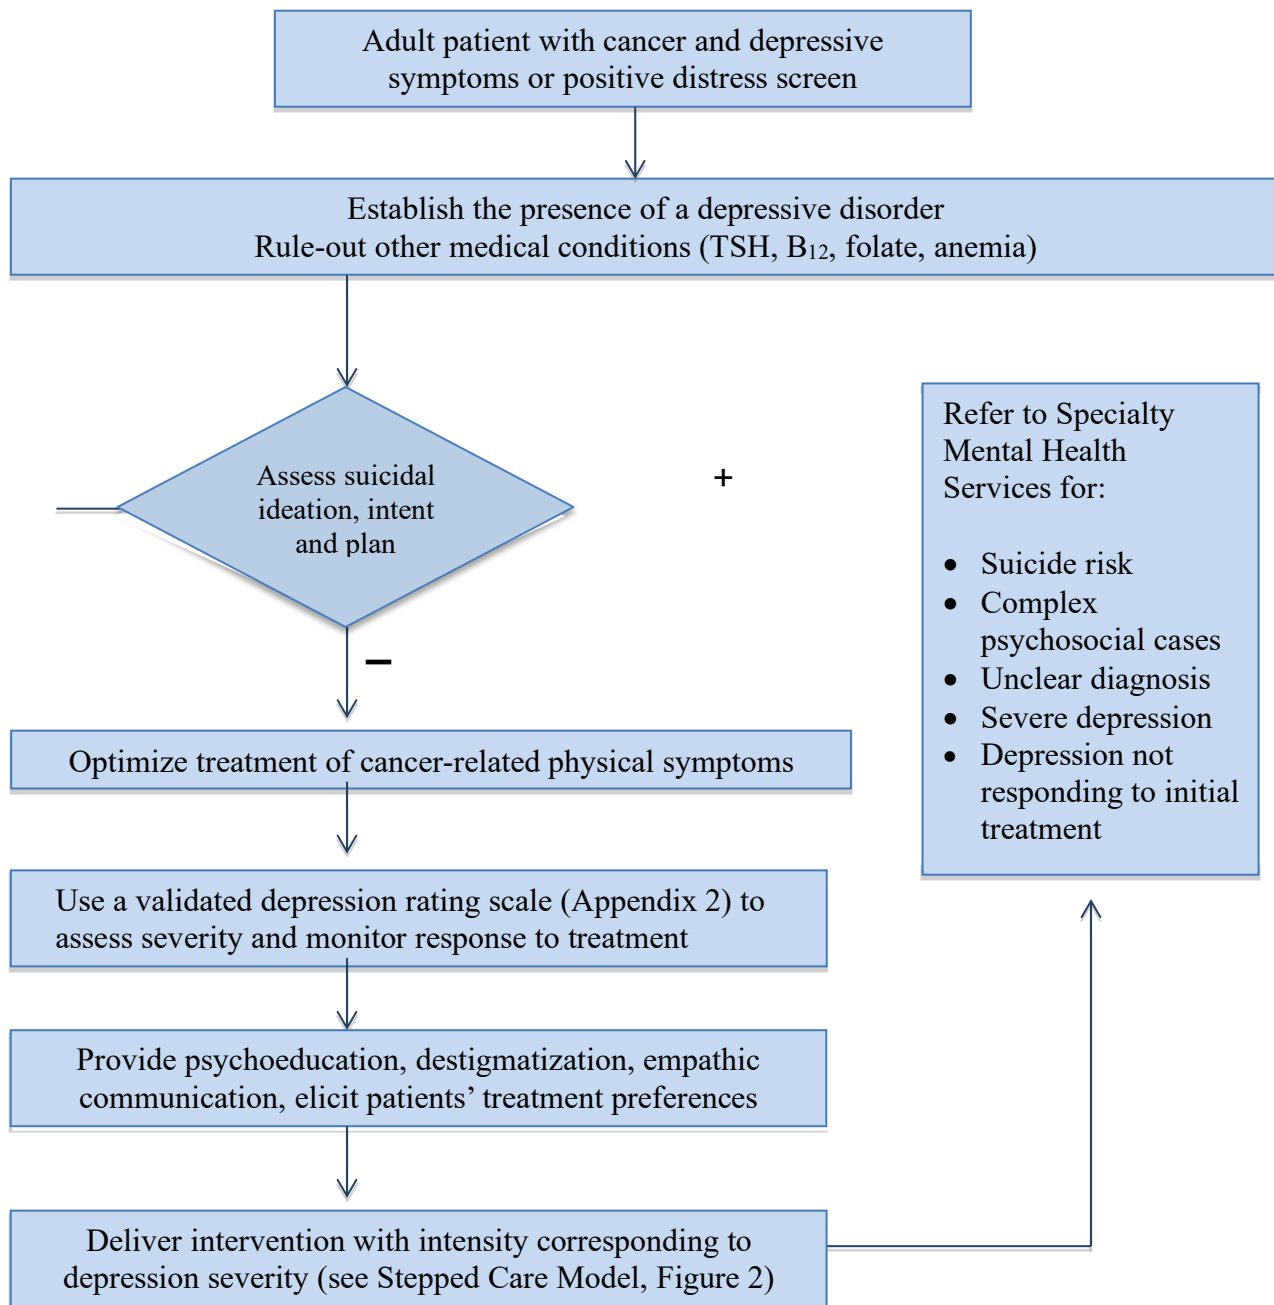 Adult patient with cancer and depressive
symptoms or positive distress screen
Establish the presence of a depressive disorder
Rule-out other medical conditions (TSH, B12, folate, anemia)
Assess suicidal
ideation, intent
and plan
+
Refer to Specialty
Mental Health
Services for:
• Suicide risk
• Complex
psychosocial cases
• Unclear diagnosis
• Severe depression
• Depression not
responding to initial
treatment
–
Optimize treatment of cancer-related physical symptoms
Use a validated depression rating scale (Appendix 2) to
assess severity and monitor response to treatment
Provide psychoeducation, destigmatization, empathic
communication, elicit patients’ treatment preferences
Deliver intervention with intensity corresponding to
depression severity (see Stepped Care Model, Figure 2)